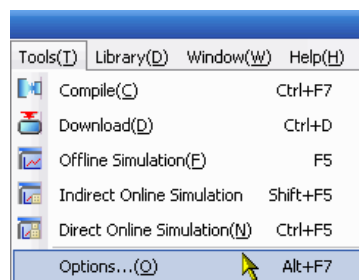 Tools(T) Library(D) Window(W) Help(H)
Compile(C) Ctrl+F7
Download(D) Ctrl+D
Offline Simulation(F) F5
Indirect Online Simulation Shift+F5
Direct Online Simulation(N) Ctrl+F5
Options...(O) Alt+F7